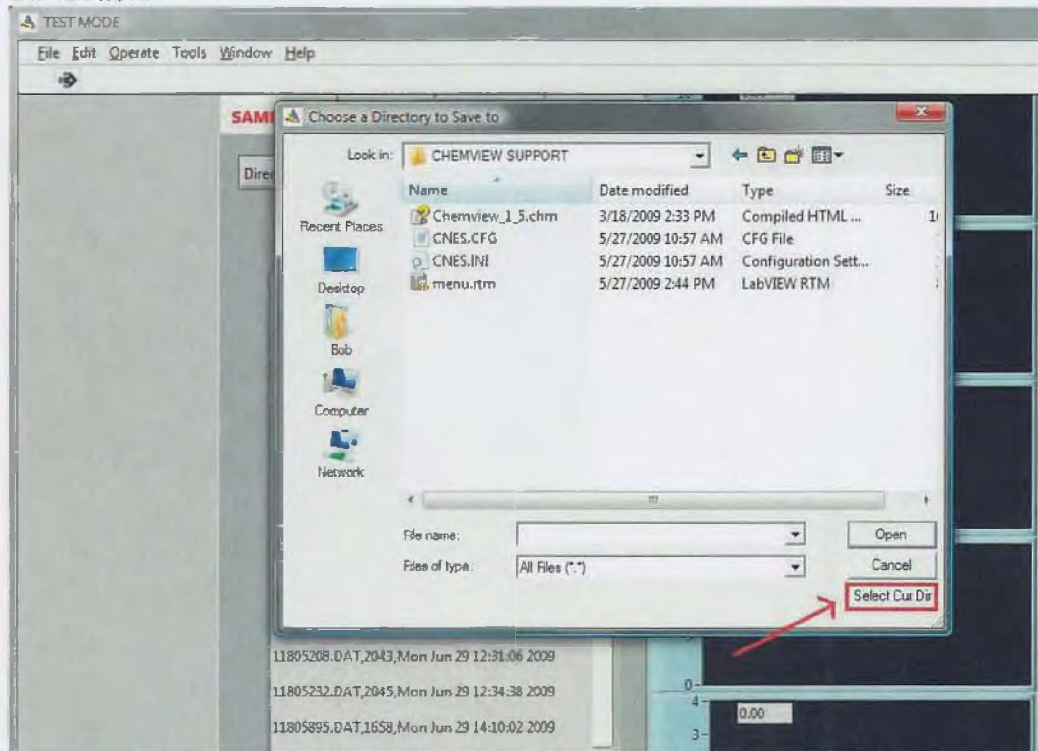 TEST MODE
File Edit Operate Tools Window Help
SAM
Choose a Directory to Save to
Look in: CHEMVIEW SUPPORT
Direc
Name Date modified Type Size
Chemview_1_5.chm 3/18/2009 2:33 PM Compiled HTML ... 1
CNES.CFG 5/27/2009 10:57 AM CFG File
CNES.INI 5/27/2009 10:57 AM Configuration Sett...
menu.rtm 5/27/2009 2:44 PM LabVIEW RTM
Recent Places
Desktop
Bob
Computer
Network
File name: Open
Files of type: All Files (*.*) Cancel
Select Cur Dir
11805208.DAT,2043,Mon Jun 29 12:31:06 2009
11805232.DAT,2045,Mon Jun 29 12:34:38 2009
0-
4-
0.00
11805895.DAT,1658,Mon Jun 29 14:10:02 2009
3-